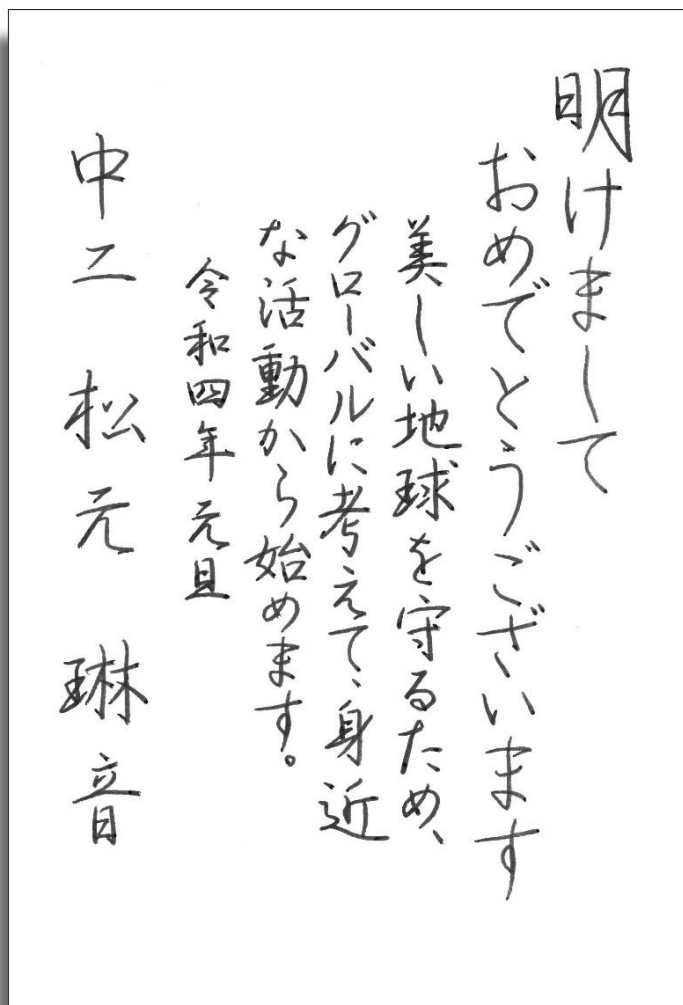 明けまして
おめでとうございます
美しい地球を守るため、
グローバルに考えて、身近
な活動から始めます。
令和四年元旦
中二 松元 琳音